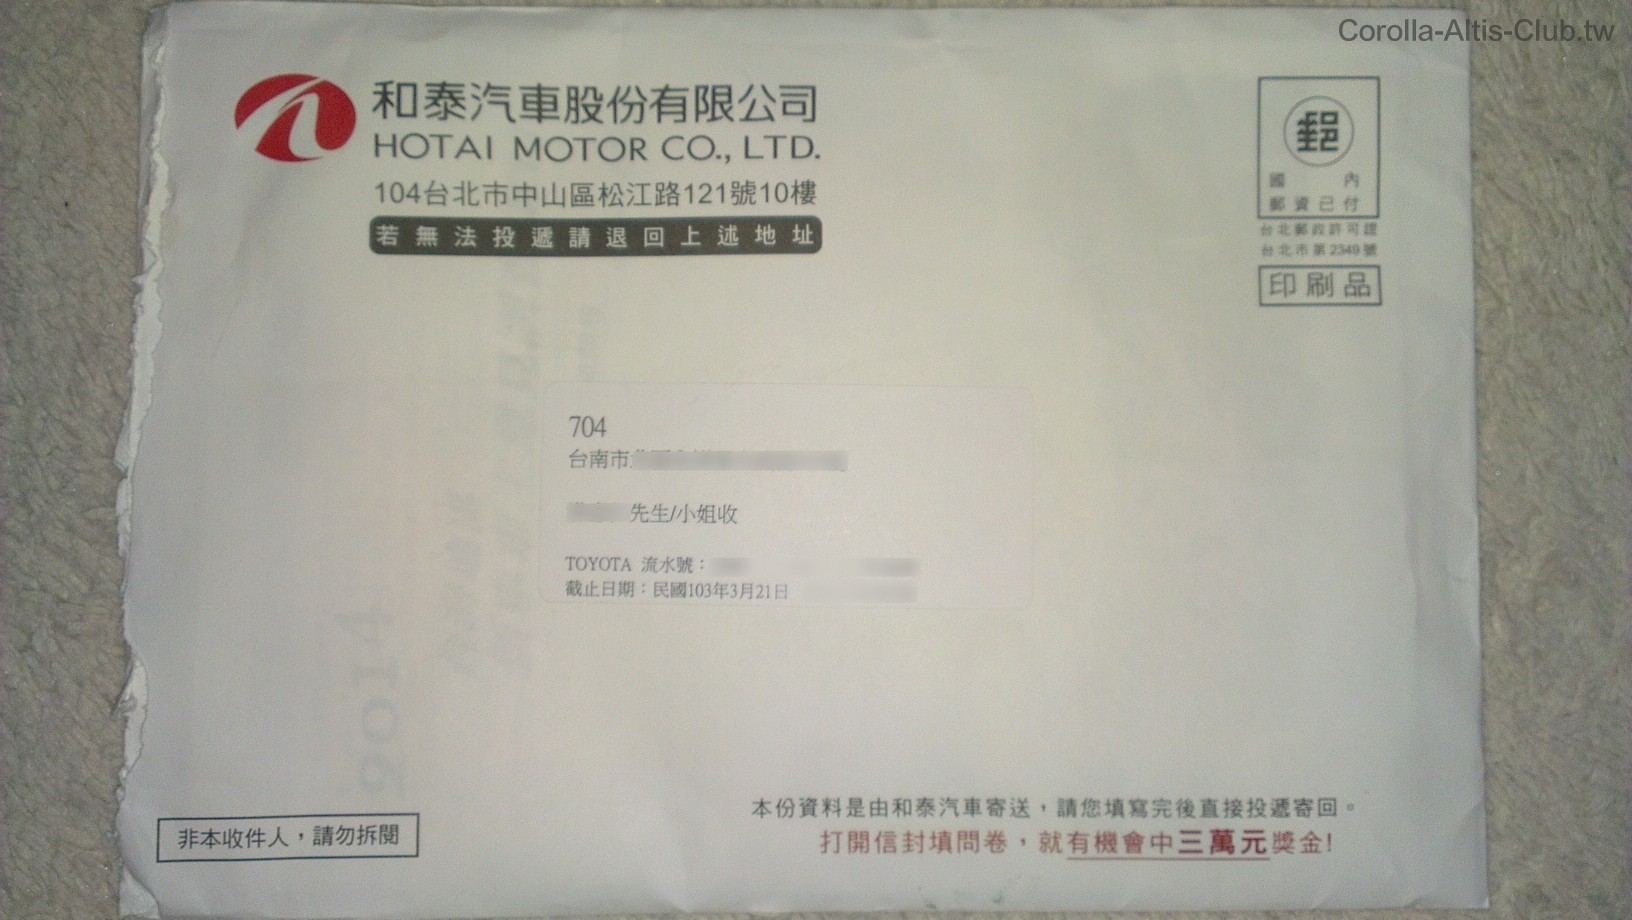 Corolla-Altis-Club.tw
和泰汽車股份有限公司
HOTAI MOTOR CO., LTD.
104台北市中山區松江路121號10樓
若無法投遞請退回上述地址
郵
國內
郵資已付
台北郵政許可證
台北市第2349號
印刷品
704
台南市
先生/小姐收
TOYOTA 流水號：
截止日期：民國103年3月21日
2014
本份資料是由和泰汽車寄送，請您填寫完後直接投遞寄回。
打開信封填問卷，就有機會中三萬元獎金!
非本收件人，請勿拆閱